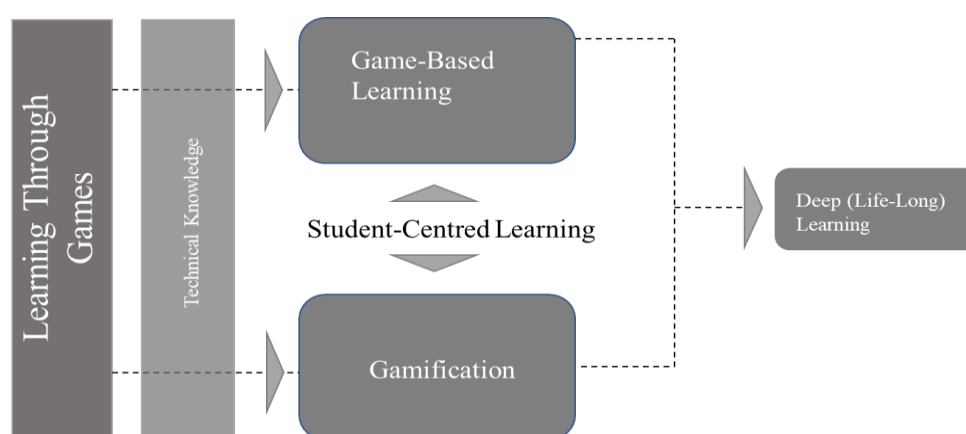 Learning Through
Games
Technical Knowledge
Game-Based
Learning
Student-Centred Learning
Gamification
Deep (Life-Long)
Learning